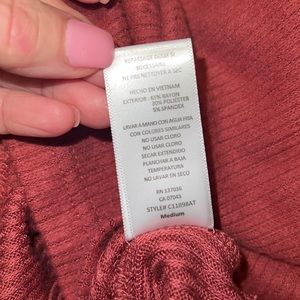 REPASSAGE DOUX SI
NECESSAIRE
NE PAS NETTOYER A SEC
HECHO EN VIETNAM
EXTERIOR: 65% RAYON
30% POLIESTER
5% SPANDEX
LAVAR A MANO CON AGUA FRIA
CON COLORES SIMILARES
NO USAR CLORO
NO USAR CLORO
SECAR EXTENDIDO
PLANCHAR A BAJA
TEMPERATURA
NO LAVAR EN SECO
RN 137036
CA 07043
STYLE# C11898AT
Medium